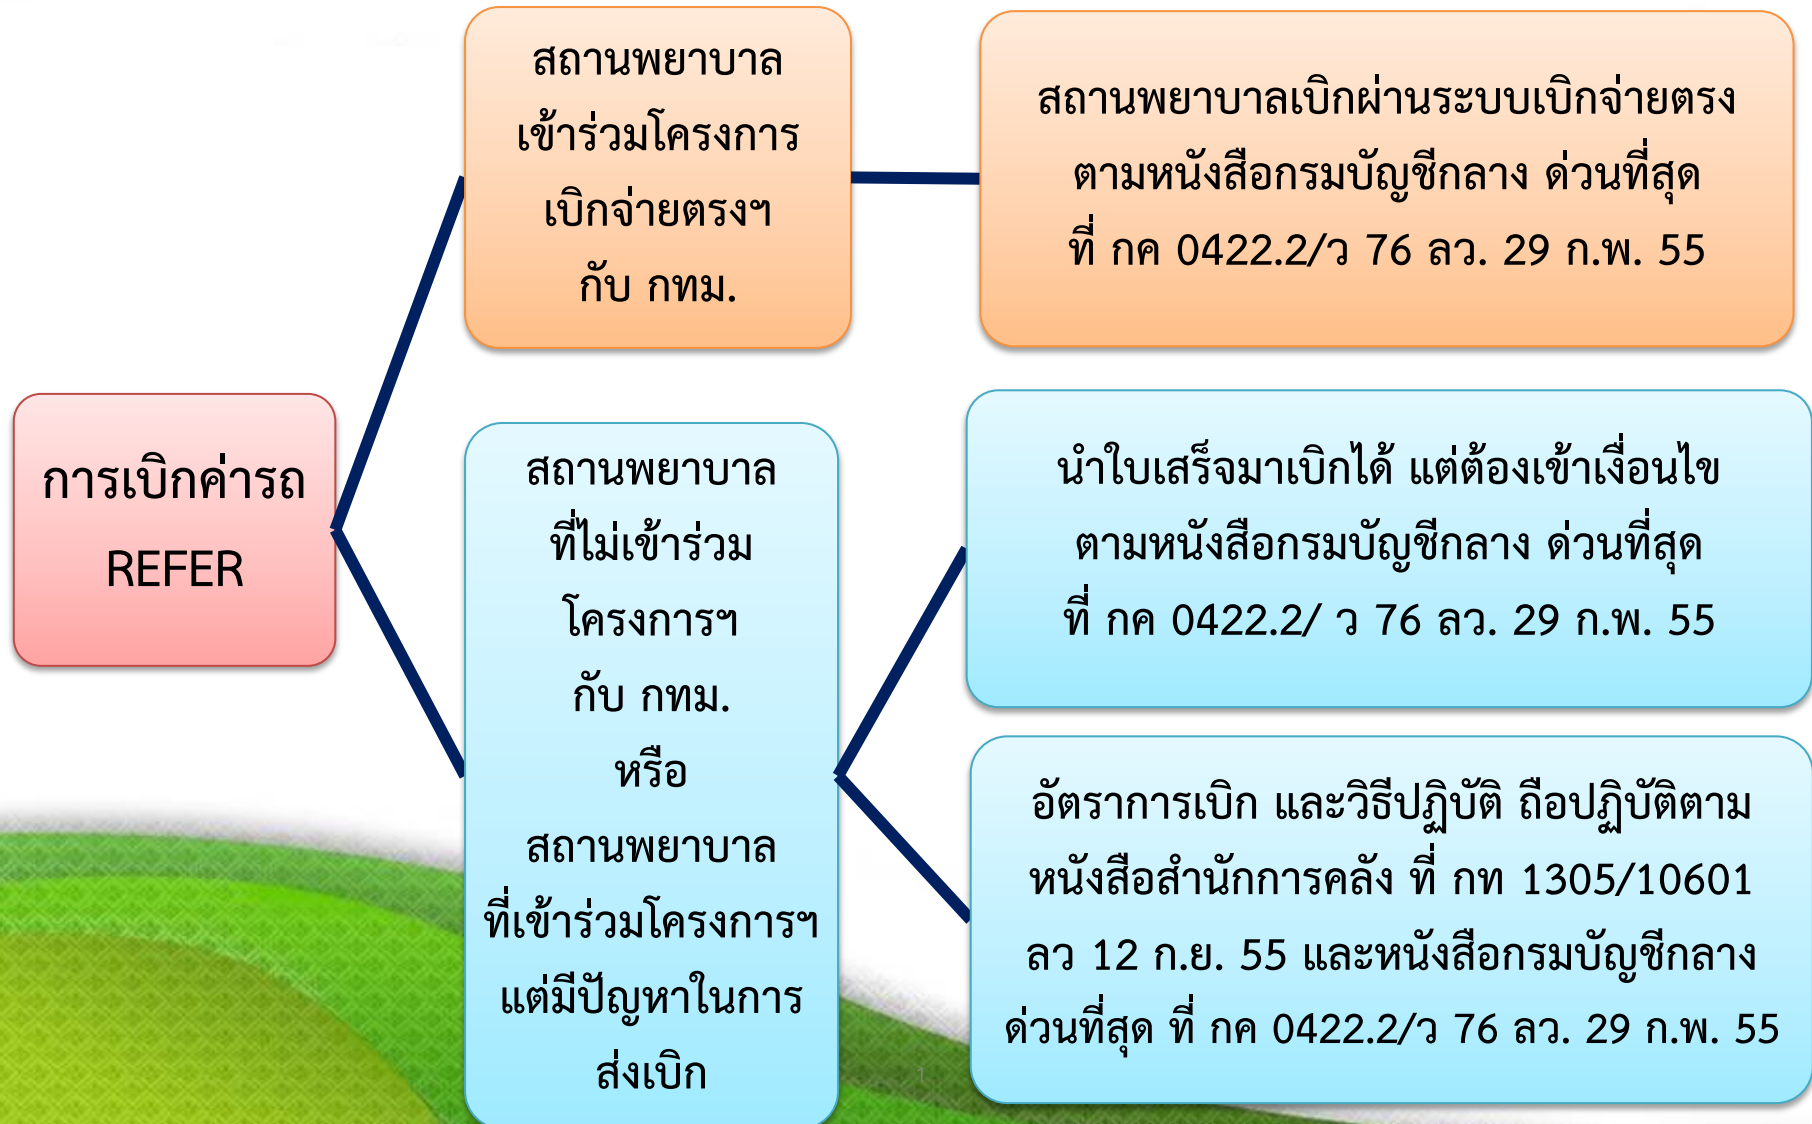 การเบิกค่ารถ
REFER
สถานพยาบาล
เข้าร่วมโครงการ
เบิกจ่ายตรงฯ
กับ กทม.
สถานพยาบาลเบิกผ่านระบบเบิกจ่ายตรง
ตามหนังสือกรมบัญชีกลาง ด่วนที่สุด
ที่ กค 0422.2/ว 76 ลว. 29 ก.พ. 55
สถานพยาบาล
ที่ไม่เข้าร่วม
โครงการฯ
กับ กทม.
หรือ
สถานพยาบาล
ที่เข้าร่วมโครงการฯ
แต่มีปัญหาในการ
ส่งเบิก
นำใบเสร็จมาเบิกได้ แต่ต้องเข้าเงื่อนไข
ตามหนังสือกรมบัญชีกลาง ด่วนที่สุด
ที่ กค 0422.2/ ว 76 ลว. 29 ก.พ. 55
อัตราการเบิก และวิธีปฏิบัติ ถือปฏิบัติตาม
หนังสือสำนักการคลัง ที่ กท 1305/10601
ลว 12 ก.ย. 55 และหนังสือกรมบัญชีกลาง
ด่วนที่สุด ที่ กค 0422.2/ว 76 ลว. 29 ก.พ. 55
1